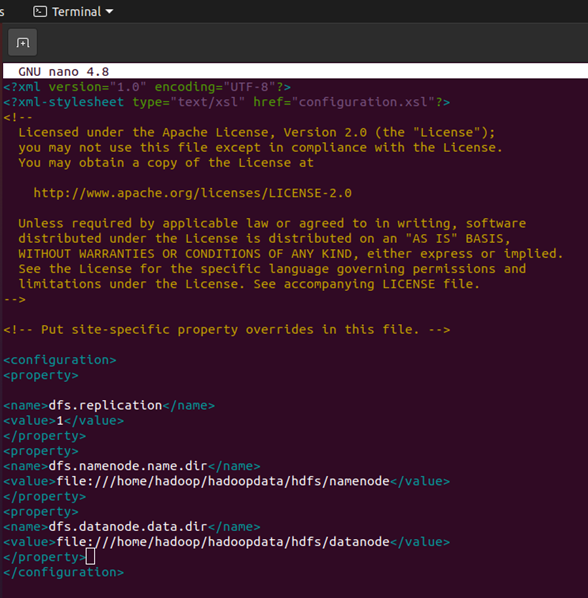 s
Terminal
GNU nano 4.8
<?xml version="1.0" encoding="UTF-8"?>
<?xml-stylesheet type="text/xsl" href="configuration.xsl"?>
<!--
  Licensed under the Apache License, Version 2.0 (the "License");
  you may not use this file except in compliance with the License.
  You may obtain a copy of the License at

    http://www.apache.org/licenses/LICENSE-2.0

  Unless required by applicable law or agreed to in writing, software
  distributed under the License is distributed on an "AS IS" BASIS,
  WITHOUT WARRANTIES OR CONDITIONS OF ANY KIND, either express or implied.
  See the License for the specific language governing permissions and
  limitations under the License. See accompanying LICENSE file.
-->

<!-- Put site-specific property overrides in this file. -->

<configuration>
<property>

<name>dfs.replication</name>
<value>1</value>
</property>
<property>
<name>dfs.namenode.name.dir</name>
<value>file:///home/hadoop/hadoopdata/hdfs/namenode</value>
</property>
<property>
<name>dfs.datanode.data.dir</name>
<value>file:///home/hadoop/hadoopdata/hdfs/datanode</value>
</property>
</configuration>